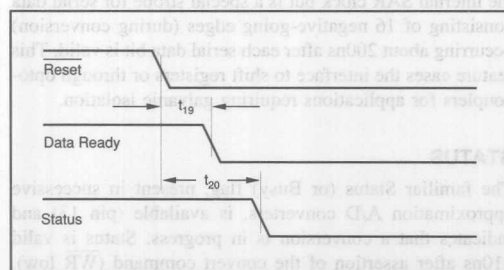 the internal SAR clock but is a special strobe for serial data
consisting of 16 negative-going edges (during conversion)
occurring about 200ns after each serial data bit is valid. This
Reset
feature eases the interface to shift registers or through opto-
t19
couplers for applications requiring galvanic isolation.
Data Ready
STATUS
t20
The familiar Status (or Busy) flag, present in successive
approximation A/D converters, is available (pin and
Status
indicates that a conversion is in progress. Status is valid
after assertion of the convert command (WR low).